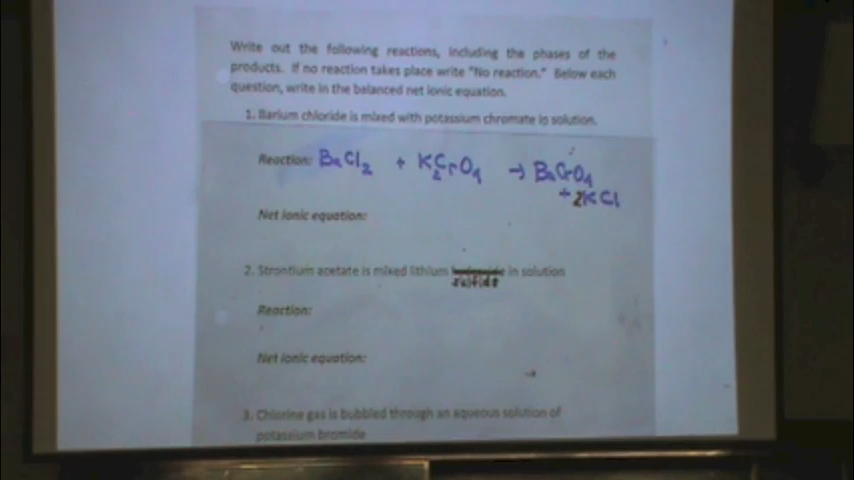 Write out the following reactions, including the phases of the
products. If no reaction takes place write "No reaction." Below each
question, write in the balanced net ionic equation.
1. Barium chloride is mixed with potassium chromate in solution.
Reaction: BaCl2 + K2CrO4 → BaCrO4
+ 2KCl
Net ionic equation:
2. Strontium acetate is mixed lithium in solution
sulfide
Reaction:
Net ionic equation:
→
3. Chlorine gas is bubbled through an aqueous solution of
potassium bromide